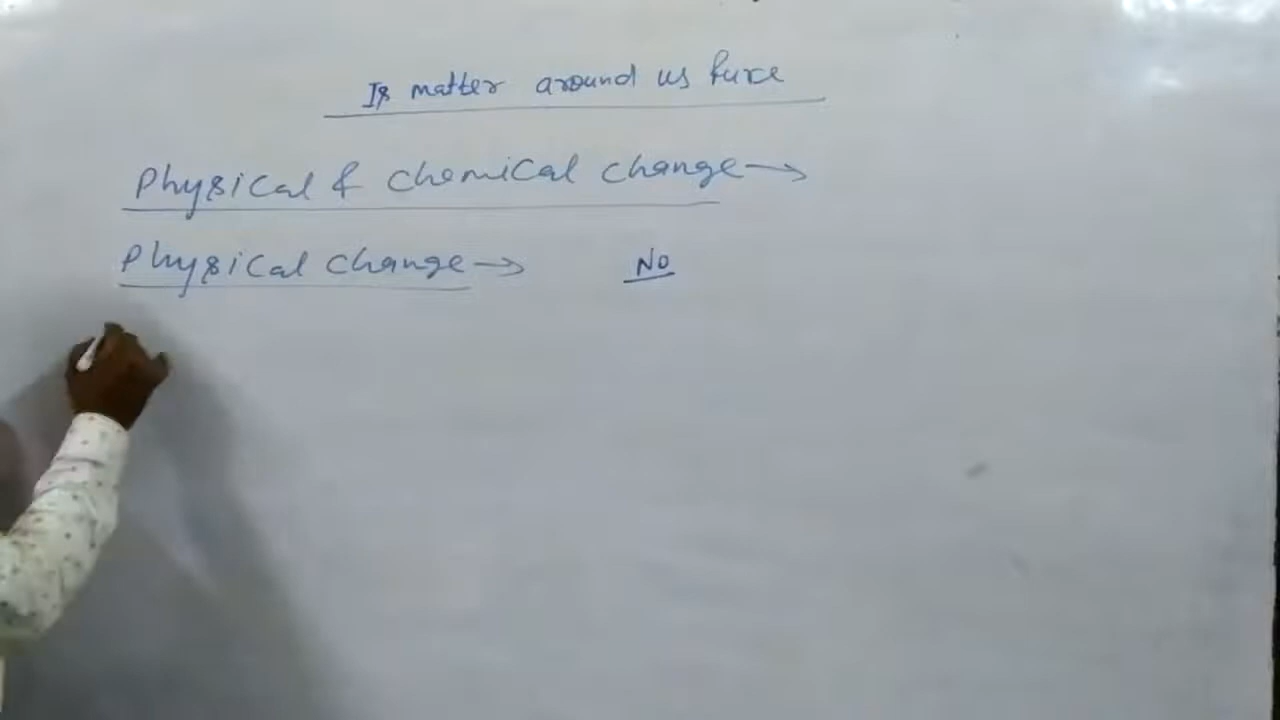 Is matter around us Pure
Physical & chemical change →
Physical change → No